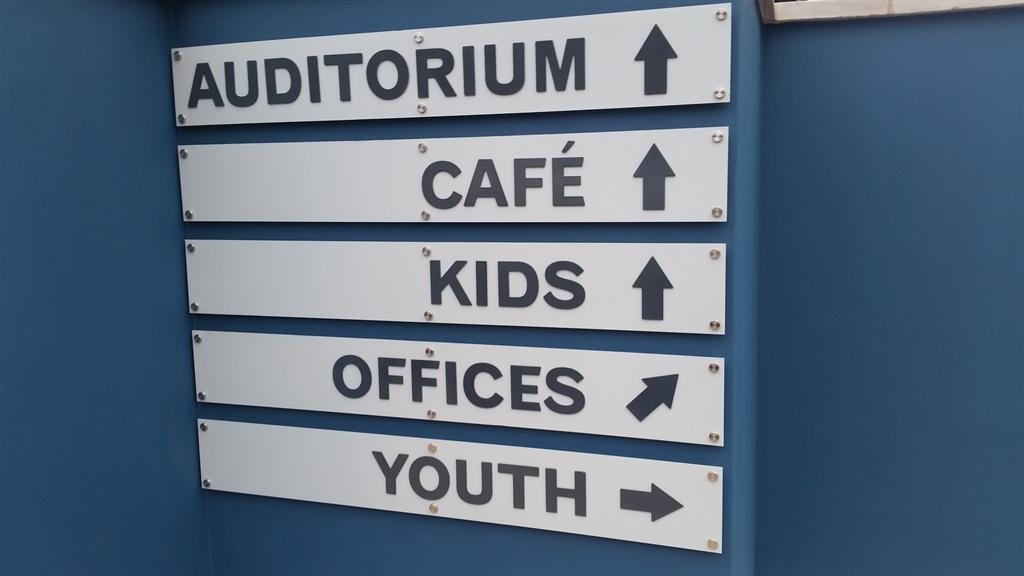 AUDITORIUM
CAFÉ
KIDS
OFFICES
YOUTH